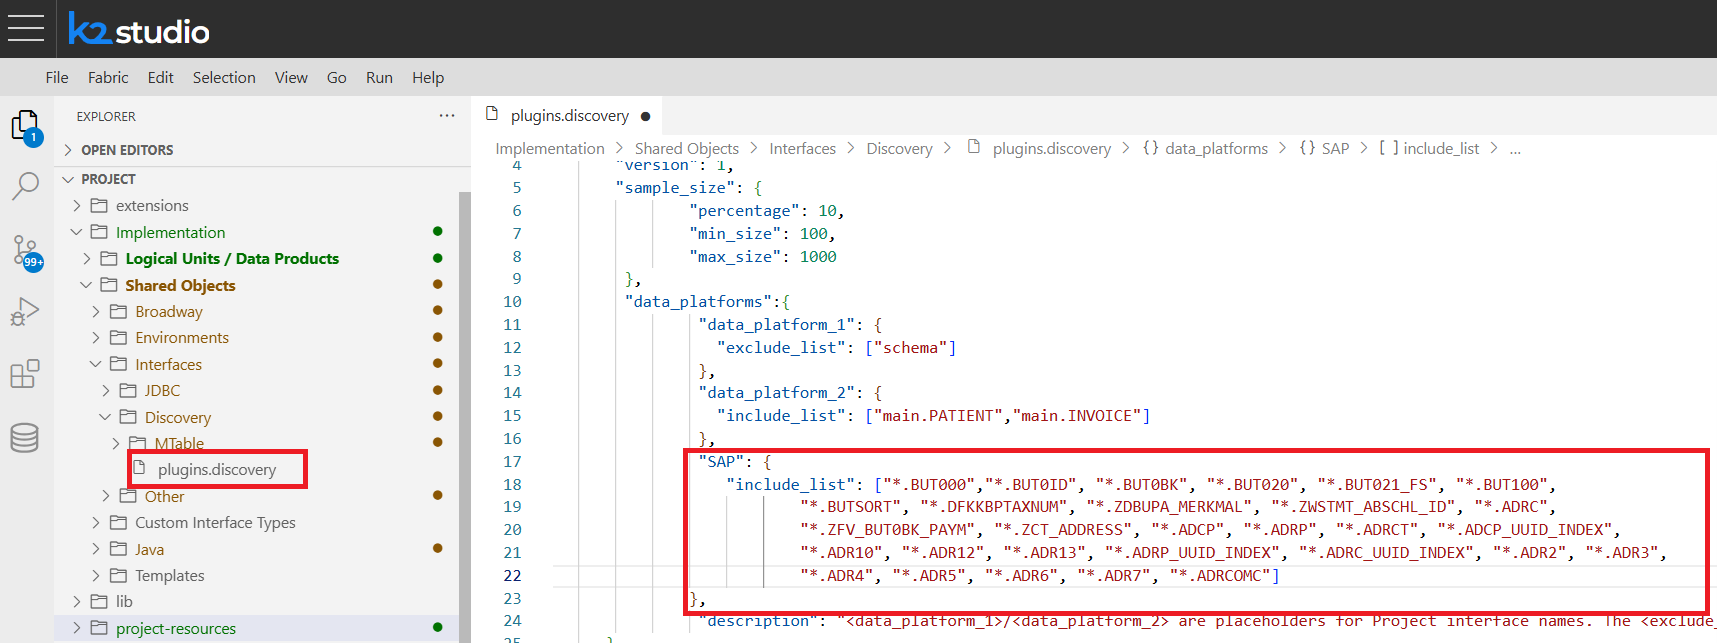 k2 studio
File Fabric Edit Selection View Go Run Help
EXPLORER ...
1
OPEN EDITORS
PROJECT
extensions
Implementation
Logical Units / Data Products
Shared Objects
Broadway
Environments
Interfaces
JDBC
Discovery
MTable
plugins.discovery
Other
Custom Interface Types
Java
Templates
lib
project-resources
99+
plugins.discovery ●
Implementation > Shared Objects > Interfaces > Discovery > plugins.discovery > {} data_platforms > {} SAP > [ ] include_list > ...
4 "version": 1,
5 "sample_size": {
6 "percentage": 10,
7 "min_size": 100,
8 "max_size": 1000
9 },
10 "data_platforms":{
11 "data_platform_1": {
12 "exclude_list": ["schema"]
13 },
14 "data_platform_2": {
15 "include_list": ["main.PATIENT","main.INVOICE"]
16 },
17 "SAP": {
18 "include_list": ["*.BUT000","*.BUT0ID", "*.BUT0BK", "*.BUT020", "*.BUT021_FS", "*.BUT100",
19 "*.BUTSORT", "*.DFKKBPTAXNUM", "*.ZDBUPA_MERKMAL", "*.ZWSTMT_ABSCHL_ID", "*.ADRC",
20 "*.ZFV_BUT0BK_PAYM", "*.ZCT_ADDRESS", "*.ADCP", "*.ADRP", "*.ADRCT", "*.ADCP_UUID_INDEX",
21 "*.ADR10", "*.ADR12", "*.ADR13", "*.ADRP_UUID_INDEX", "*.ADRC_UUID_INDEX", "*.ADR2", "*.ADR3",
22 "*.ADR4", "*.ADR5", "*.ADR6", "*.ADR7", "*.ADRCOMC"]
23 },
24 "description": "<data_platform_1>/<data_platform_2> are placeholders for Project interface names. The <exclude_
25 }